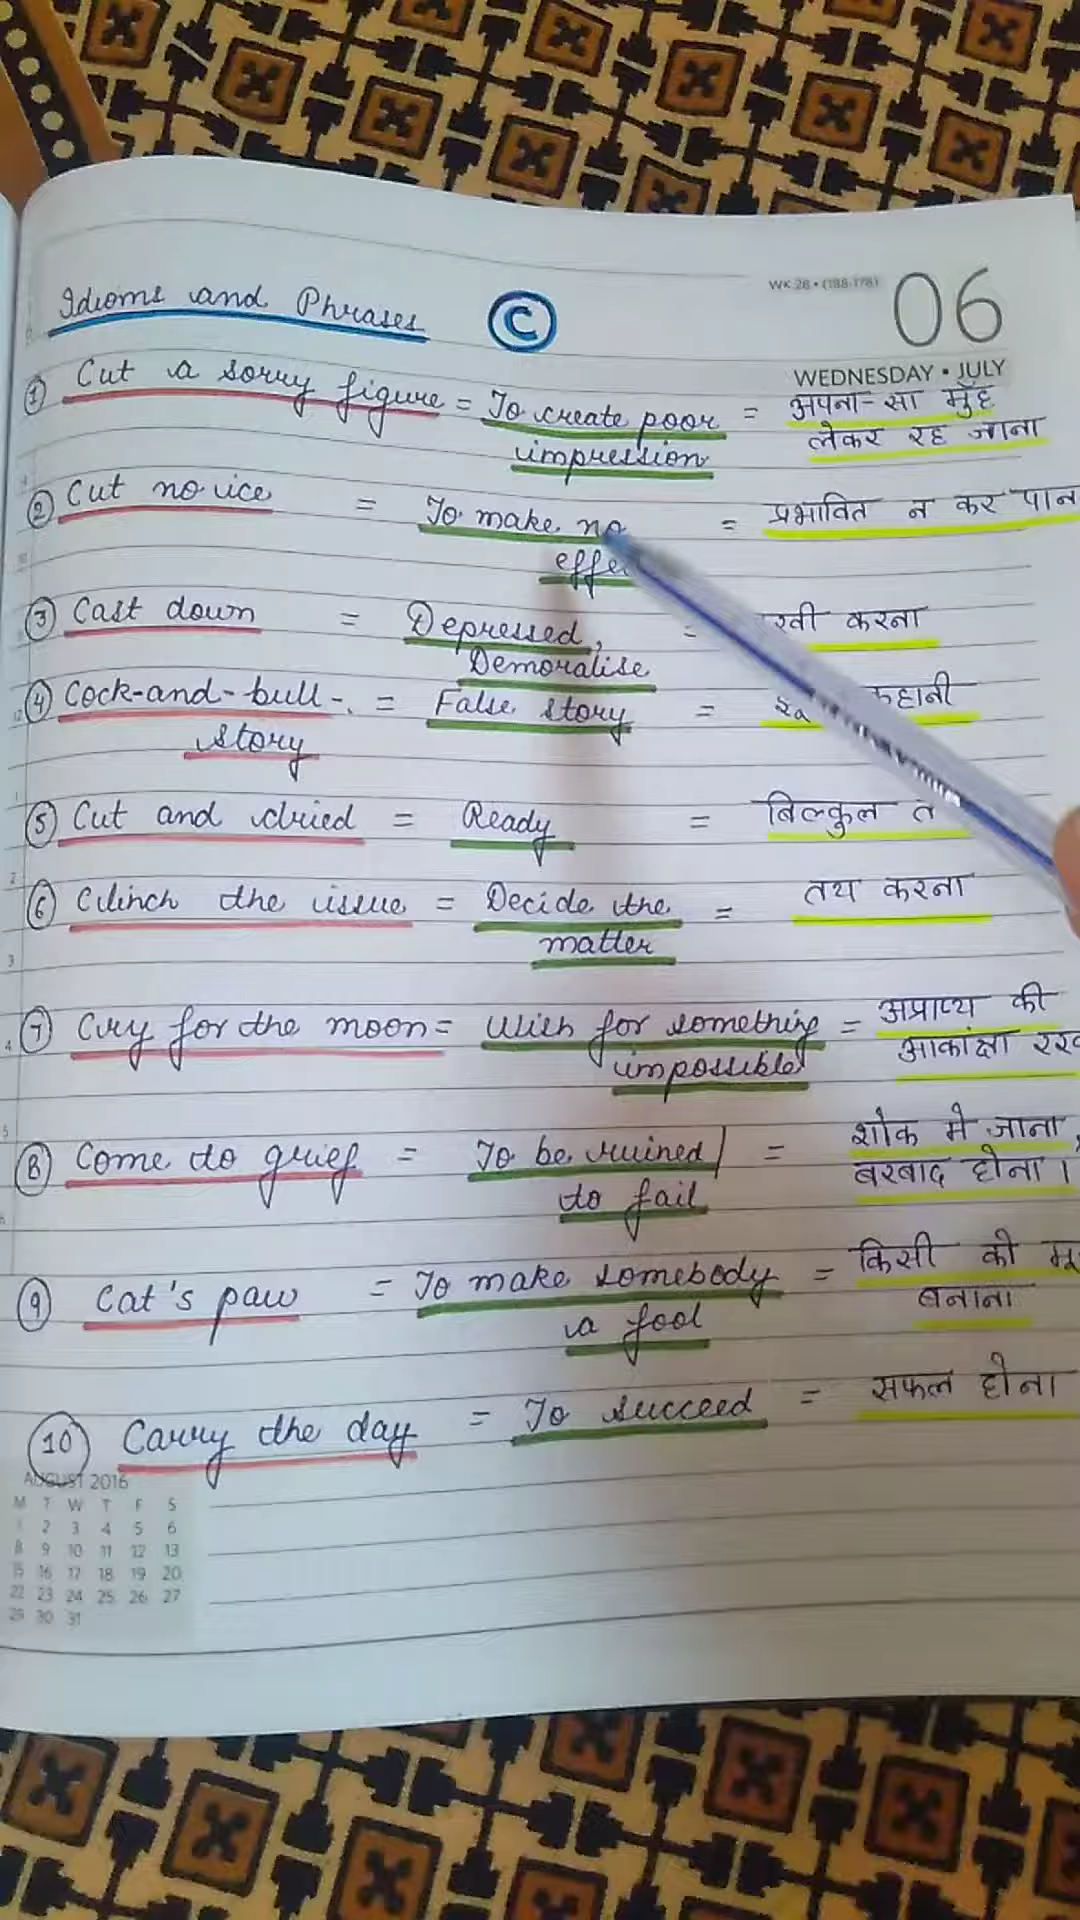 WK 28 • (188-178)
06
WEDNESDAY • JULY
Idioms and Phrases C
1 Cut a sorry figure = To create poor = अपना-सा मुँह
impression लेकर रह जाना
2 Cut no ice = To make no = प्रभावित न कर
3 Cast down = Depressed, = करना
Demoralise
4 Cock-and-bull- = False story = कहानी
story
5 Cut and dried = Ready = बिल्कुल
6 Clinch the issue = Decide the = तय करना
matter
7 Cry for the moon = Wish for something = अप्राप्य की
impossible आकांक्षा
8 Come to grief = To be ruined/ = शोक मे जाना,
to fail बरबाद होना।
9 Cat's paw = To make somebody = किसी को
a fool बनाना
10 Carry the day = To succeed = सफल होना
AUGUST 2016
M T W T F S
1 2 3 4 5 6
8 9 10 11 12 13
15 16 17 18 19 20
22 23 24 25 26 27
29 30 31